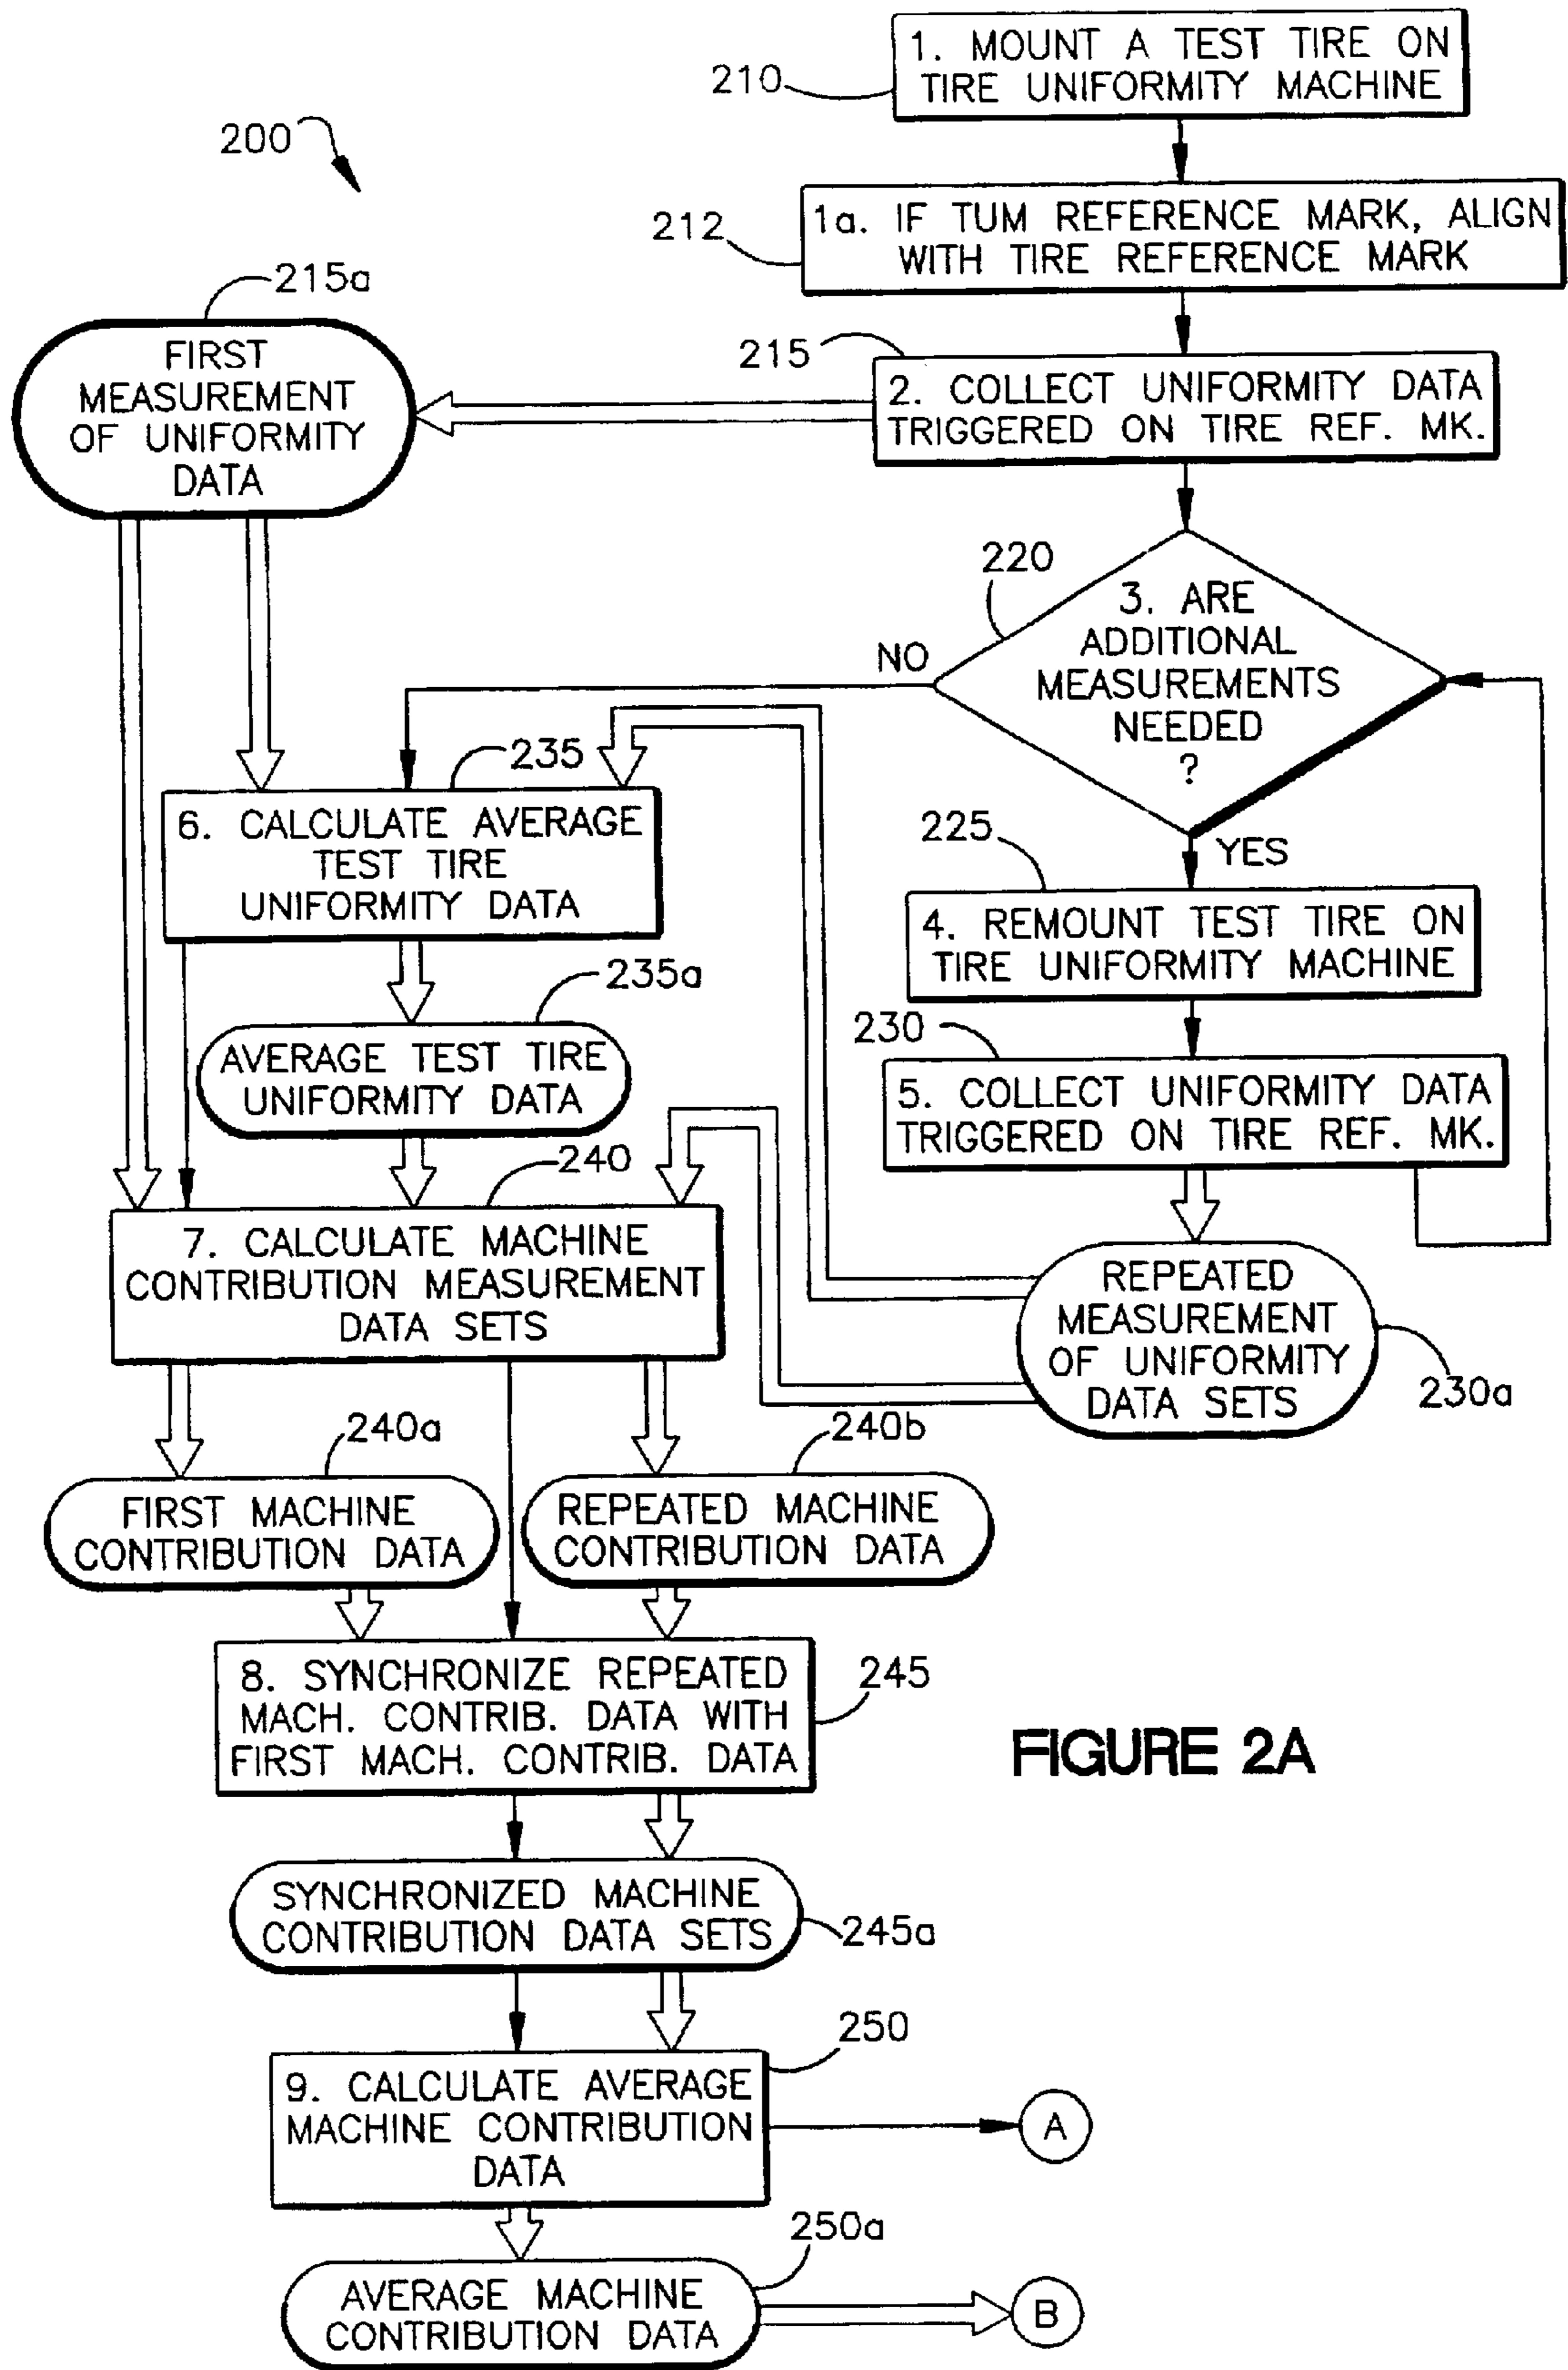 1. MOUNT A TEST TIRE ON
TIRE UNIFORMITY MACHINE
210
200
1a. IF TUM REFERENCE MARK, ALIGN
WITH TIRE REFERENCE MARK
212
215a
FIRST
MEASUREMENT
OF UNIFORMITY
DATA
215
2. COLLECT UNIFORMITY DATA
TRIGGERED ON TIRE REF. MK.
220
3. ARE
ADDITIONAL
MEASUREMENTS
NEEDED
?
NO
YES
235
6. CALCULATE AVERAGE
TEST TIRE
UNIFORMITY DATA
225
4. REMOUNT TEST TIRE ON
TIRE UNIFORMITY MACHINE
235a
AVERAGE TEST TIRE
UNIFORMITY DATA
230
5. COLLECT UNIFORMITY DATA
TRIGGERED ON TIRE REF. MK.
240
7. CALCULATE MACHINE
CONTRIBUTION MEASUREMENT
DATA SETS
REPEATED
MEASUREMENT
OF UNIFORMITY
DATA SETS
230a
240a
FIRST MACHINE
CONTRIBUTION DATA
240b
REPEATED MACHINE
CONTRIBUTION DATA
8. SYNCHRONIZE REPEATED
MACH. CONTRIB. DATA WITH
FIRST MACH. CONTRIB. DATA
245
FIGURE 2A
SYNCHRONIZED MACHINE
CONTRIBUTION DATA SETS
245a
250
9. CALCULATE AVERAGE
MACHINE CONTRIBUTION
DATA
A
250a
AVERAGE MACHINE
CONTRIBUTION DATA
B